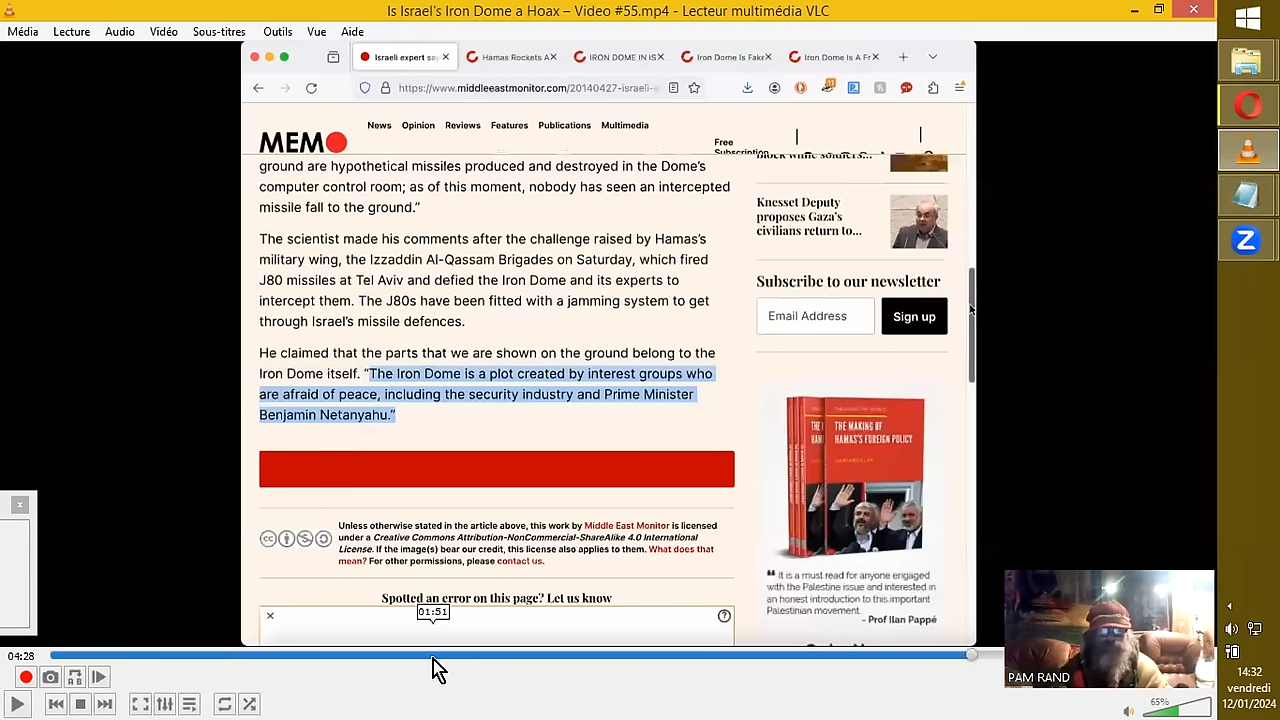 Is Israel's Iron Dome a Hoax – Video #55.mp4 - Lecteur multimédia VLC
Média Lecture Audio Vidéo Sous-titres Outils Vue Aide
Israeli expert sa Hamas Rockets A IRON DOME IN IS Iron Dome Is Fake Iron Dome Is A Fr
https://www.middleeastmonitor.com/20140427-israeli-e
MEMO
News Opinion Reviews Features Publications Multimedia
Free
Subscription
ground are hypothetical missiles produced and destroyed in the Dome's
computer control room; as of this moment, nobody has seen an intercepted
missile fall to the ground.”
The scientist made his comments after the challenge raised by Hamas's
military wing, the Izzaddin Al-Qassam Brigades on Saturday, which fired
J80 missiles at Tel Aviv and defied the Iron Dome and its experts to
intercept them. The J80s have been fitted with a jamming system to get
through Israel's missile defences.
He claimed that the parts that we are shown on the ground belong to the
Iron Dome itself. “The Iron Dome is a plot created by interest groups who
are afraid of peace, including the security industry and Prime Minister
Benjamin Netanyahu.”
Unless otherwise stated in the article above, this work by Middle East Monitor is licensed
under a Creative Commons Attribution-NonCommercial-ShareAlike 4.0 International
License. If the image(s) bear our credit, this license also applies to them. What does that
mean? For other permissions, please contact us.
Spotted an error on this page? Let us know
block while soldiers...
Knesset Deputy
proposes Gaza's
civilians return to...
Subscribe to our newsletter
Email Address Sign up
THE MAKING OF
HAMAS'S FOREIGN POLICY
“ It is a must read for anyone engaged
with the Palestine issue and interested in
an honest introduction to this important
Palestinian movement.
- Prof Ilan Pappé
01:51
04:28
PAM RAND
65%
14:32
vendredi
12/01/2024